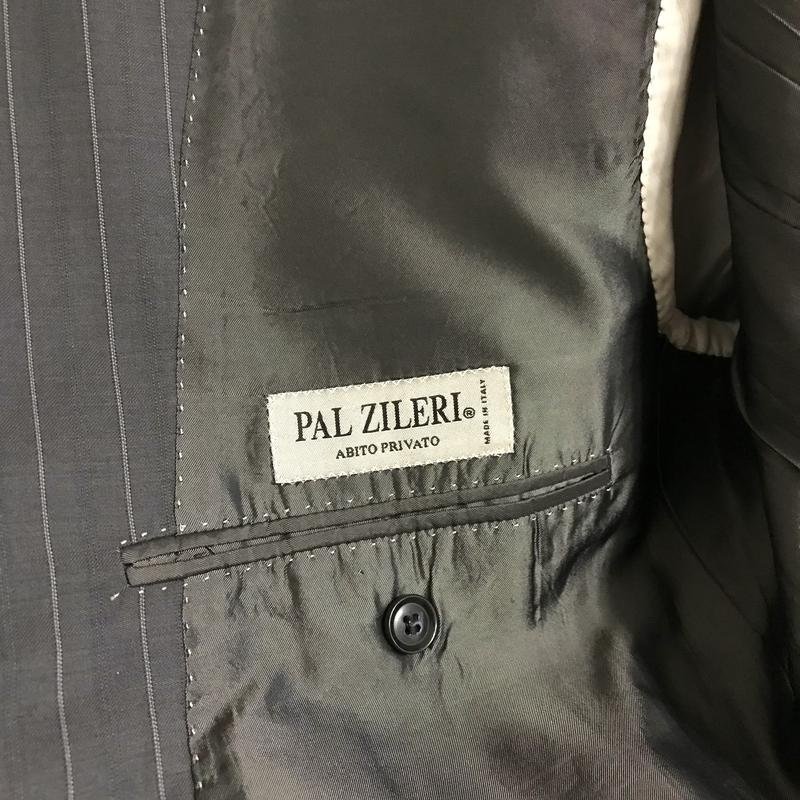 PAL ZILERI®
ABITO PRIVATO
MADE IN ITALY